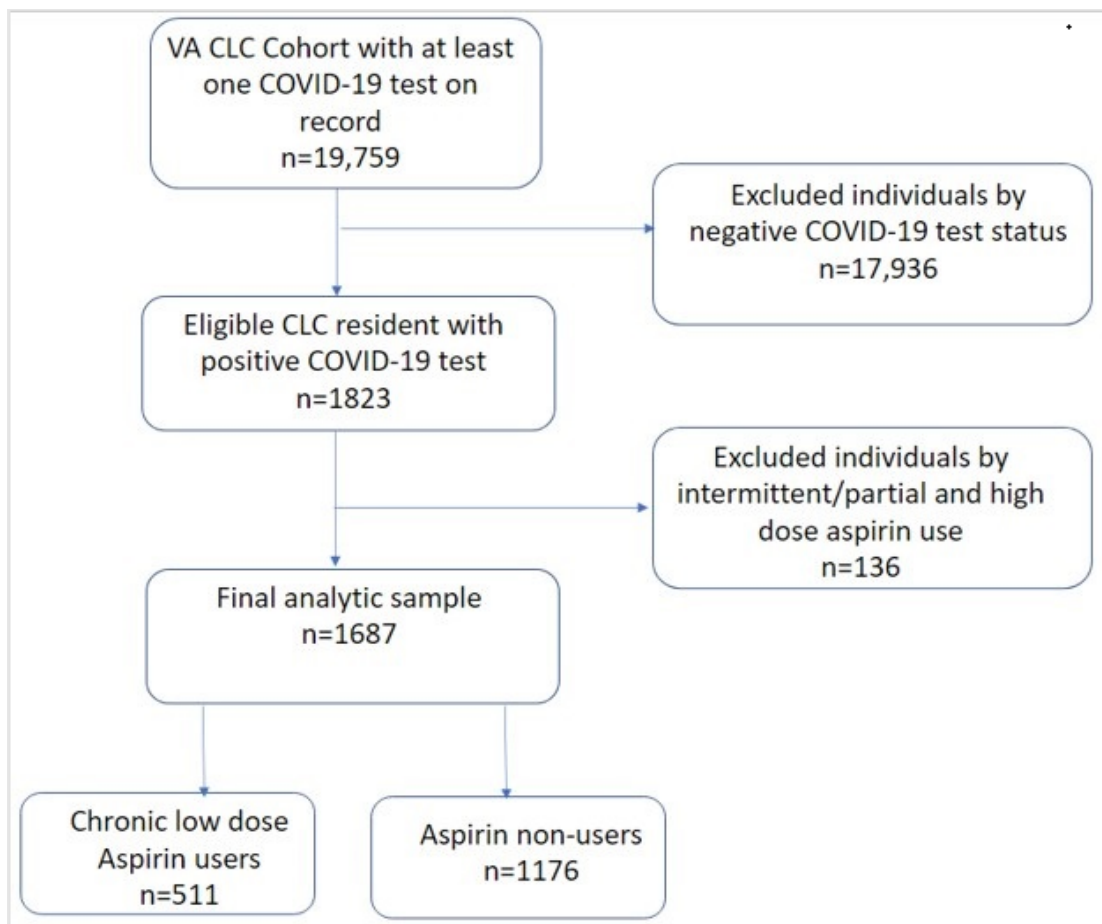 VA CLC Cohort with at least
one COVID-19 test on
record
n=19,759
Excluded individuals by
negative COVID-19 test status
n=17,936
Eligible CLC resident with
positive COVID-19 test
n=1823
Excluded individuals by
intermittent/partial and high
dose aspirin use
n=136
Final analytic sample
n=1687
Chronic low dose
Aspirin users
n=511
Aspirin non-users
n=1176